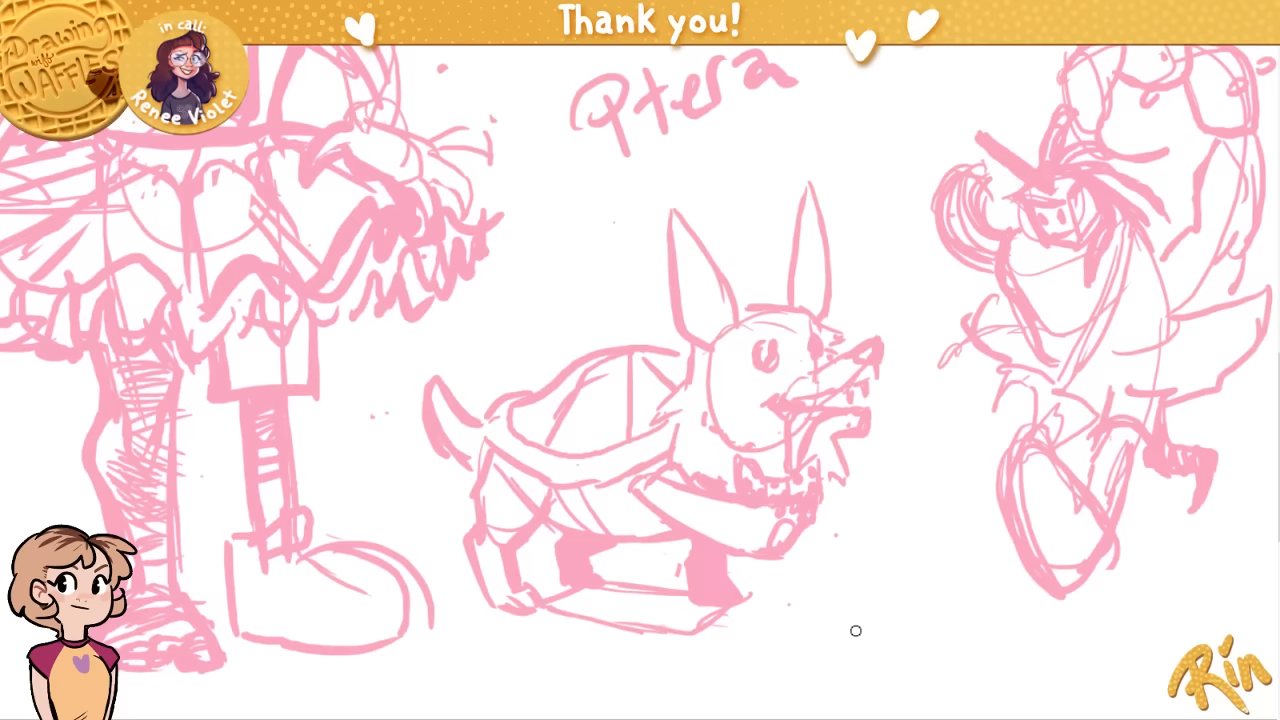 Thank you!
Drawing
with
WAFFLES
in call:
Renee Violet
Ptera
Rin